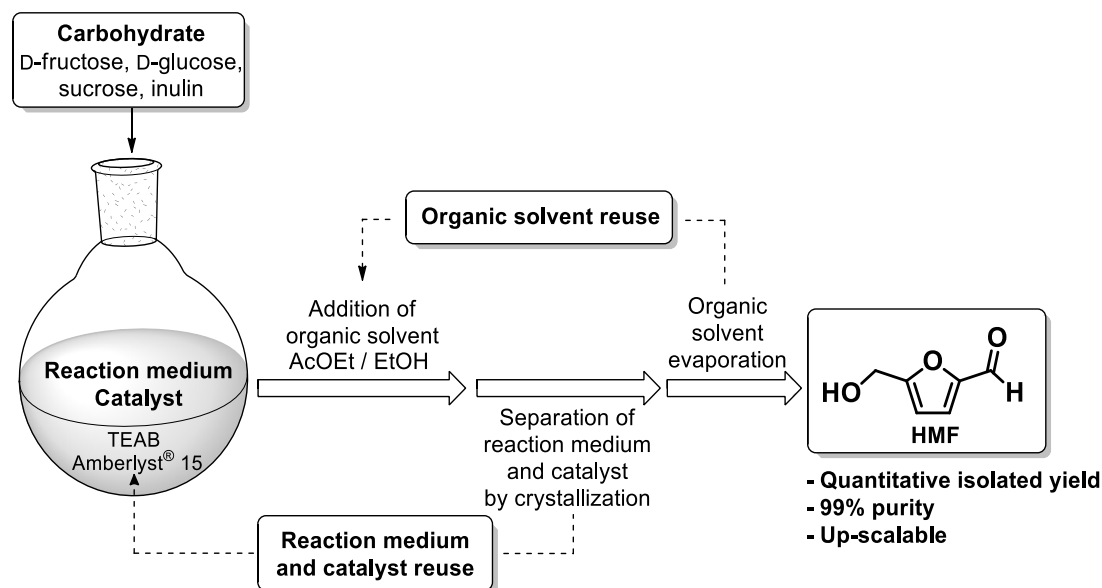 Carbohydrate
D-fructose, D-glucose,
sucrose, inulin
Organic solvent reuse
Addition of
organic solvent
AcOEt / EtOH
Organic
solvent
evaporation
Reaction medium
Catalyst
TEAB
Amberlyst® 15
Separation of
reaction medium
and catalyst
by crystallization
Reaction medium
and catalyst reuse
O
O
HO
H
HMF
- Quantitative isolated yield
- 99% purity
- Up-scalable